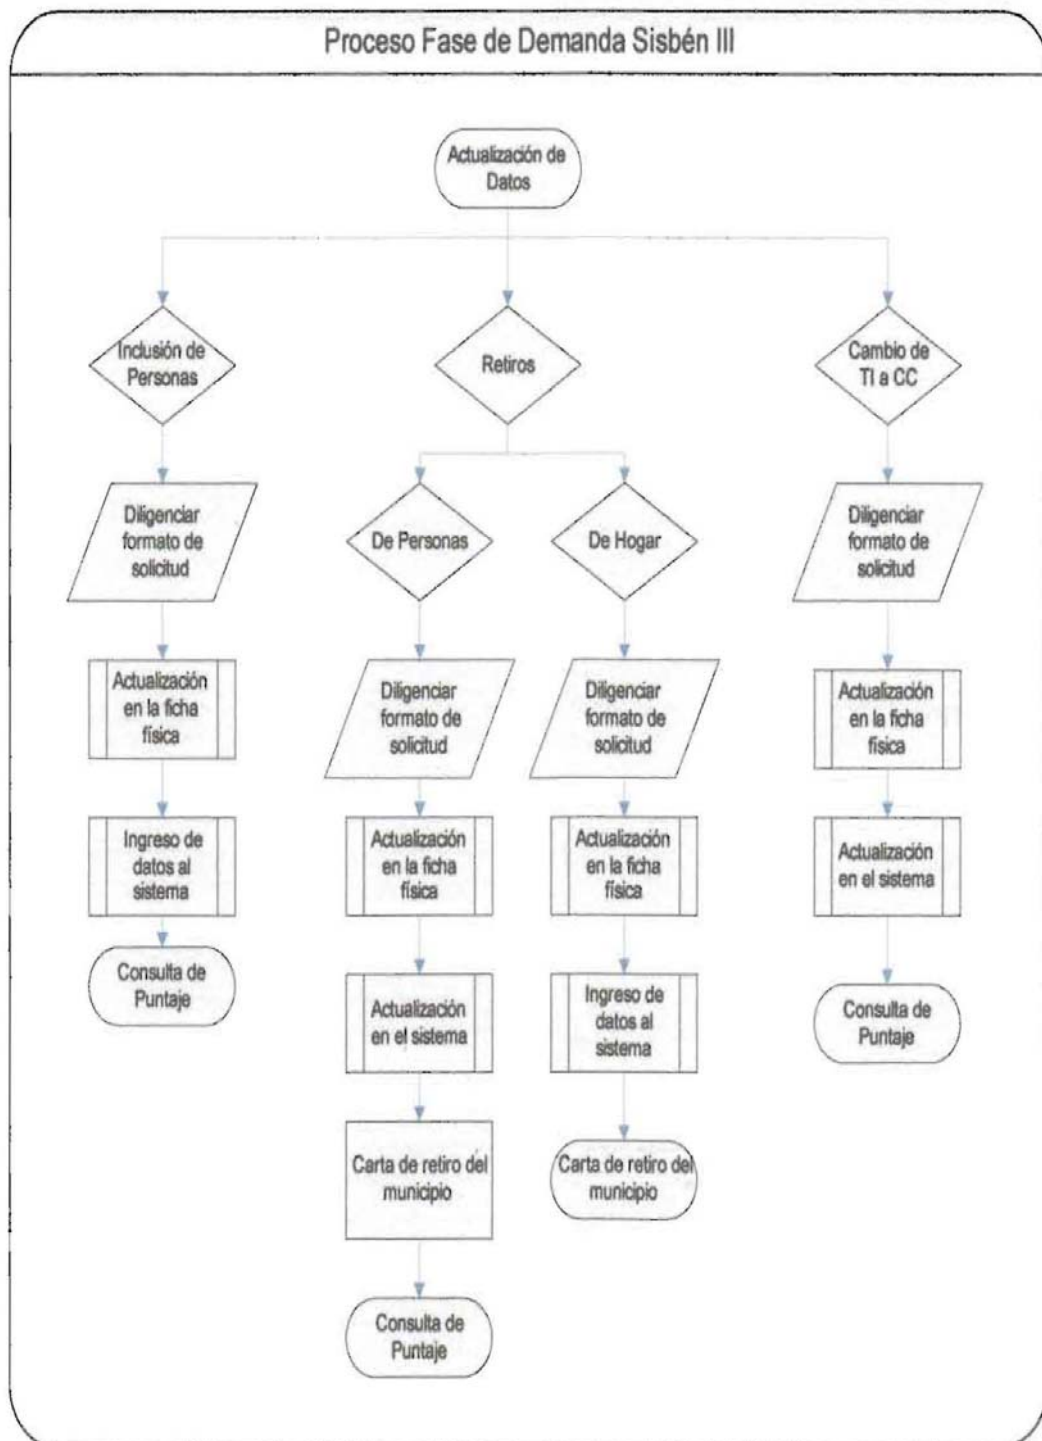 Proceso Fase de Demanda Sisbén III
Actualización de
Datos
Inclusión de
Personas
Retiros
Cambio de
TI a CC
Diligenciar
formato de
solicitud
De Personas
De Hogar
Diligenciar
formato de
solicitud
Actualización
en la ficha
física
Diligenciar
formato de
solicitud
Diligenciar
formato de
solicitud
Actualización
en la ficha
física
Ingreso de
datos al
sistema
Actualización
en la ficha
física
Actualización
en la ficha
física
Actualización
en el sistema
Consulta de
Puntaje
Actualización
en el sistema
Ingreso de
datos al
sistema
Consulta de
Puntaje
Carta de retiro del
municipio
Carta de retiro del
municipio
Consulta de
Puntaje